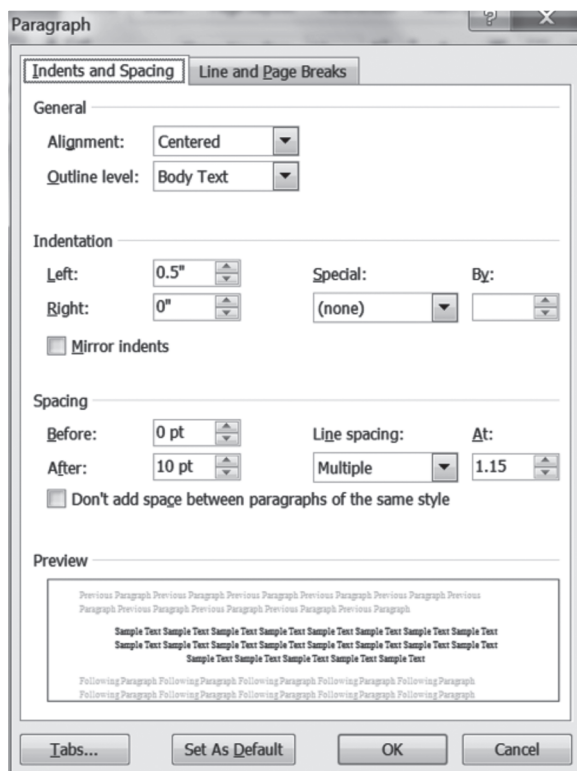 Paragraph
Indents and Spacing Line and Page Breaks
General
Alignment: Centered
Outline level: Body Text
Indentation
Left: 0.5" Special: By:
Right: 0" (none)
Mirror indents
Spacing
Before: 0 pt Line spacing: At:
After: 10 pt Multiple 1.15
Don't add space between paragraphs of the same style
Preview
Previous Paragraph Previous Paragraph Previous Paragraph Previous Paragraph Previous Paragraph Previous
Paragraph Previous Paragraph Previous Paragraph Previous Paragraph Previous Paragraph
Sample Text Sample Text Sample Text Sample Text Sample Text Sample Text Sample Text Sample Text
Sample Text Sample Text Sample Text Sample Text Sample Text Sample Text Sample Text Sample Text
Sample Text Sample Text Sample Text Sample Text Sample Text
Following Paragraph Following Paragraph Following Paragraph Following Paragraph Following Paragraph
Following Paragraph Following Paragraph Following Paragraph Following Paragraph Following Paragraph
Tabs... Set As Default OK Cancel